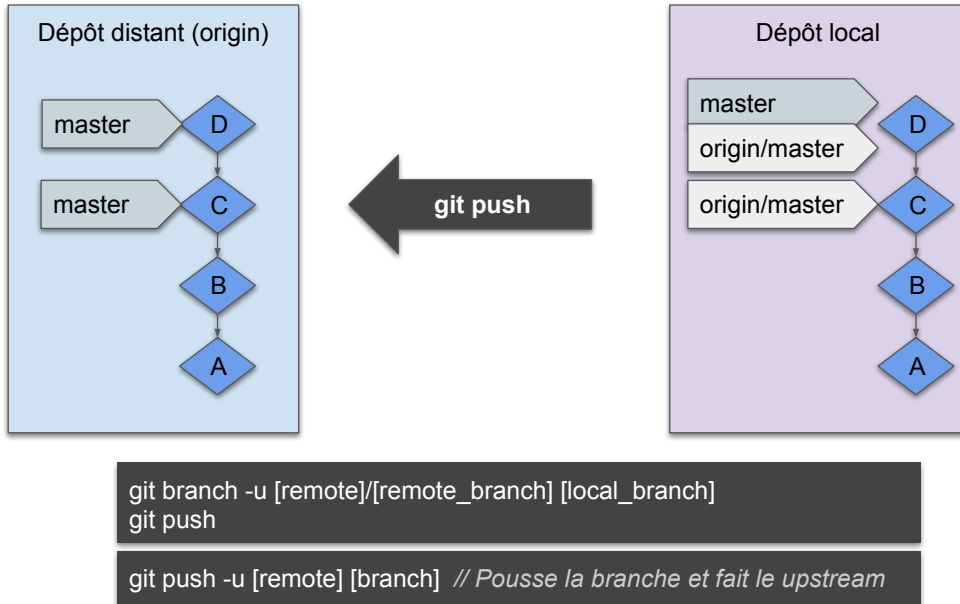 Dépôt distant (origin)
master
D
master
C
B
A
git push
Dépôt local
master
origin/master
D
origin/master
C
B
A
git branch -u [remote]/[remote_branch] [local_branch]
git push
git push -u [remote] [branch] // Pousse la branche et fait le upstream